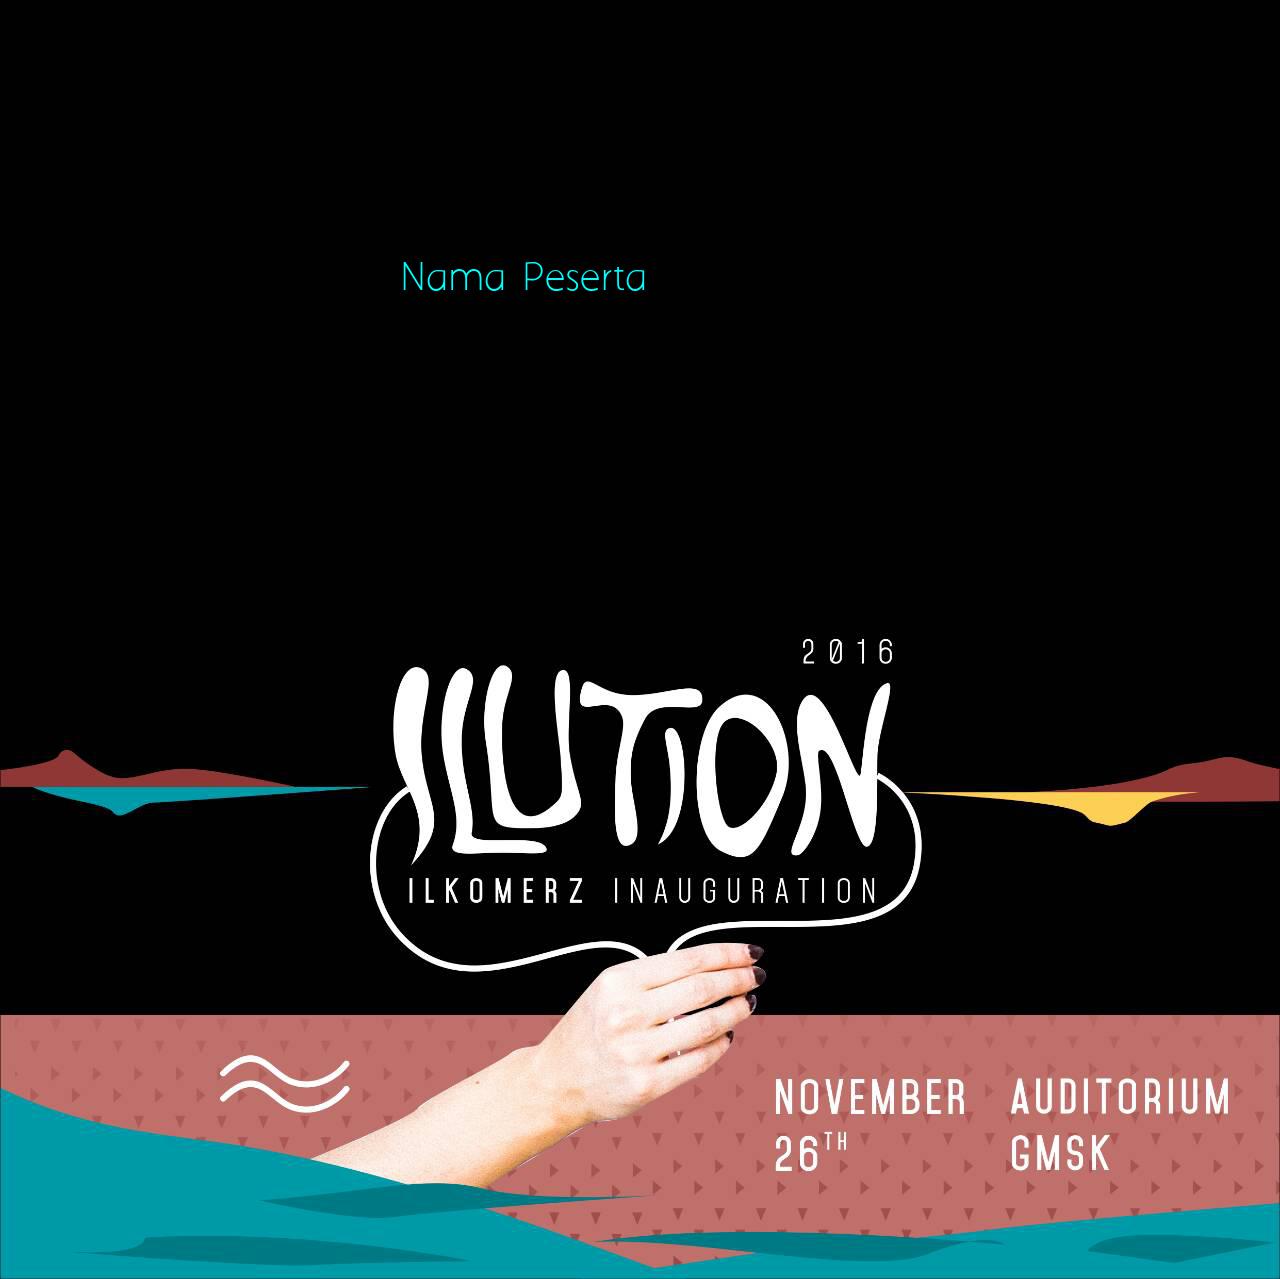 Nama Peserta
2016
ILUTION
ILKOMERZ INAUGURATION
NOVEMBER
26TH
AUDITORIUM
GMSK